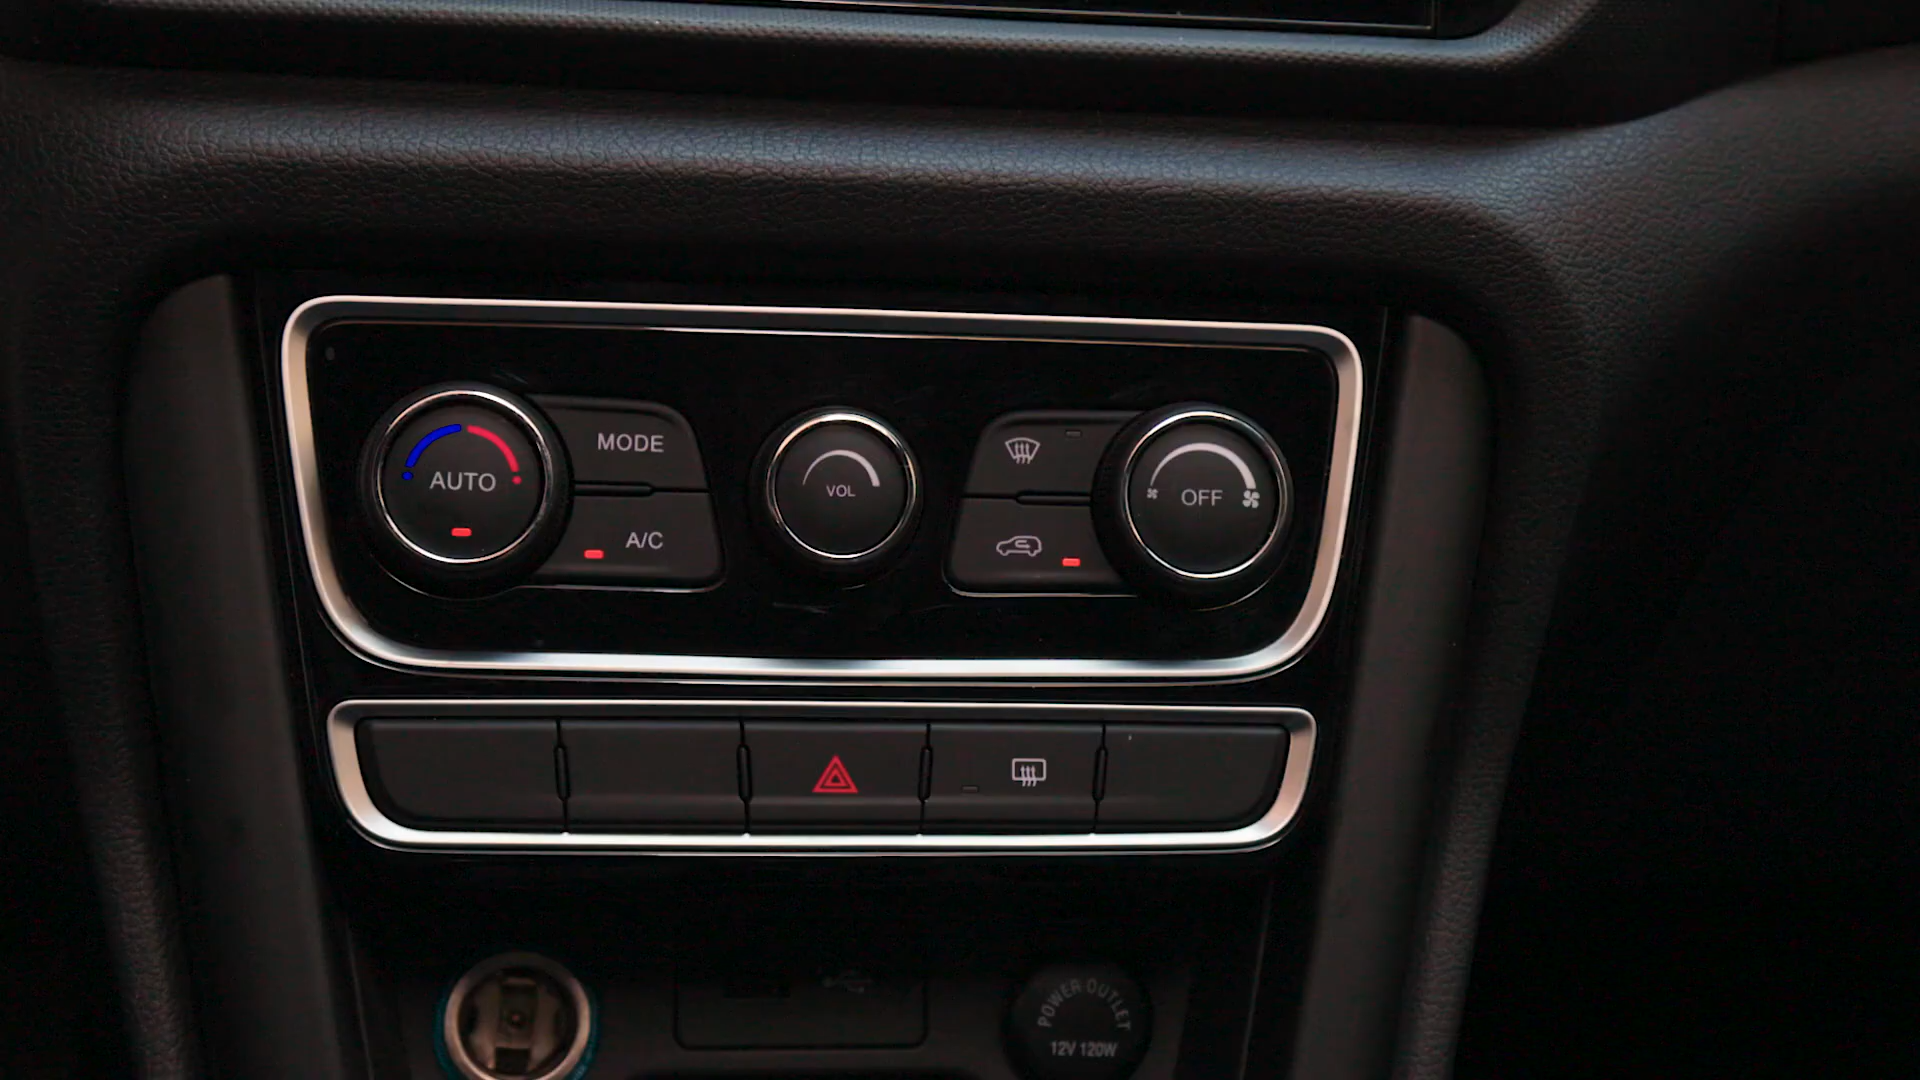 MODE
AUTO
A/C
VOL
OFF
POWER OUTLET
12V 120W